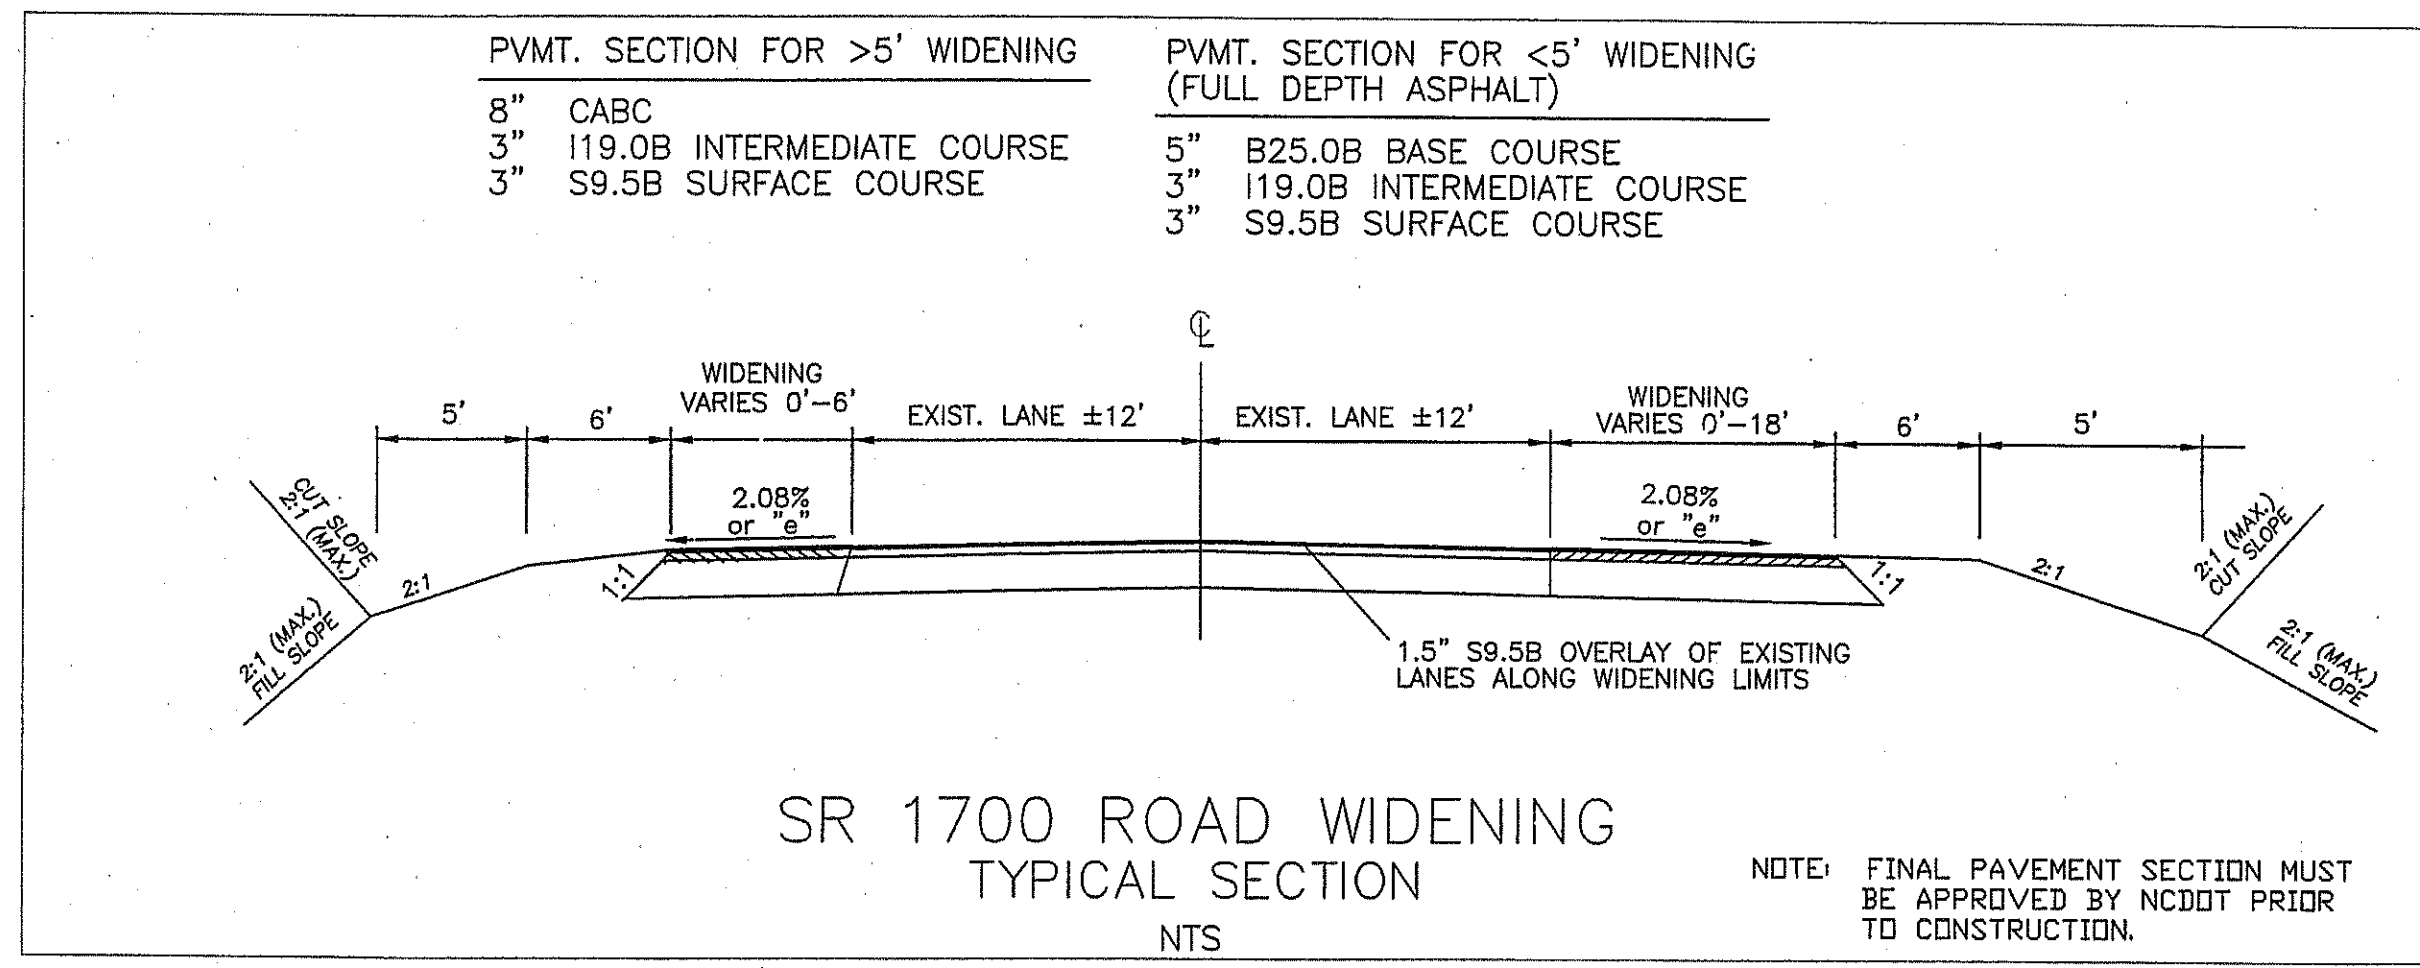 PVMT. SECTION FOR >5' WIDENING
8" CABC
3" I19.0B INTERMEDIATE COURSE
3" S9.5B SURFACE COURSE
PVMT. SECTION FOR <5' WIDENING
(FULL DEPTH ASPHALT)
5" B25.0B BASE COURSE
3" I19.0B INTERMEDIATE COURSE
3" S9.5B SURFACE COURSE
℄
5'
6'
WIDENING
VARIES 0'-6'
EXIST. LANE ±12'
EXIST. LANE ±12'
WIDENING
VARIES 0'-18'
6'
5'
CUT SLOPE
2:1 (MAX.)
2:1
2:1 (MAX.)
FILL SLOPE
1:1
2.08%
or "e"
2.08%
or "e"
1:1
2:1
2:1 (MAX.)
CUT SLOPE
2:1 (MAX.)
FILL SLOPE
1.5" S9.5B OVERLAY OF EXISTING
LANES ALONG WIDENING LIMITS
SR 1700 ROAD WIDENING
TYPICAL SECTION
NTS
NOTE: FINAL PAVEMENT SECTION MUST
BE APPROVED BY NCDOT PRIOR
TO CONSTRUCTION.